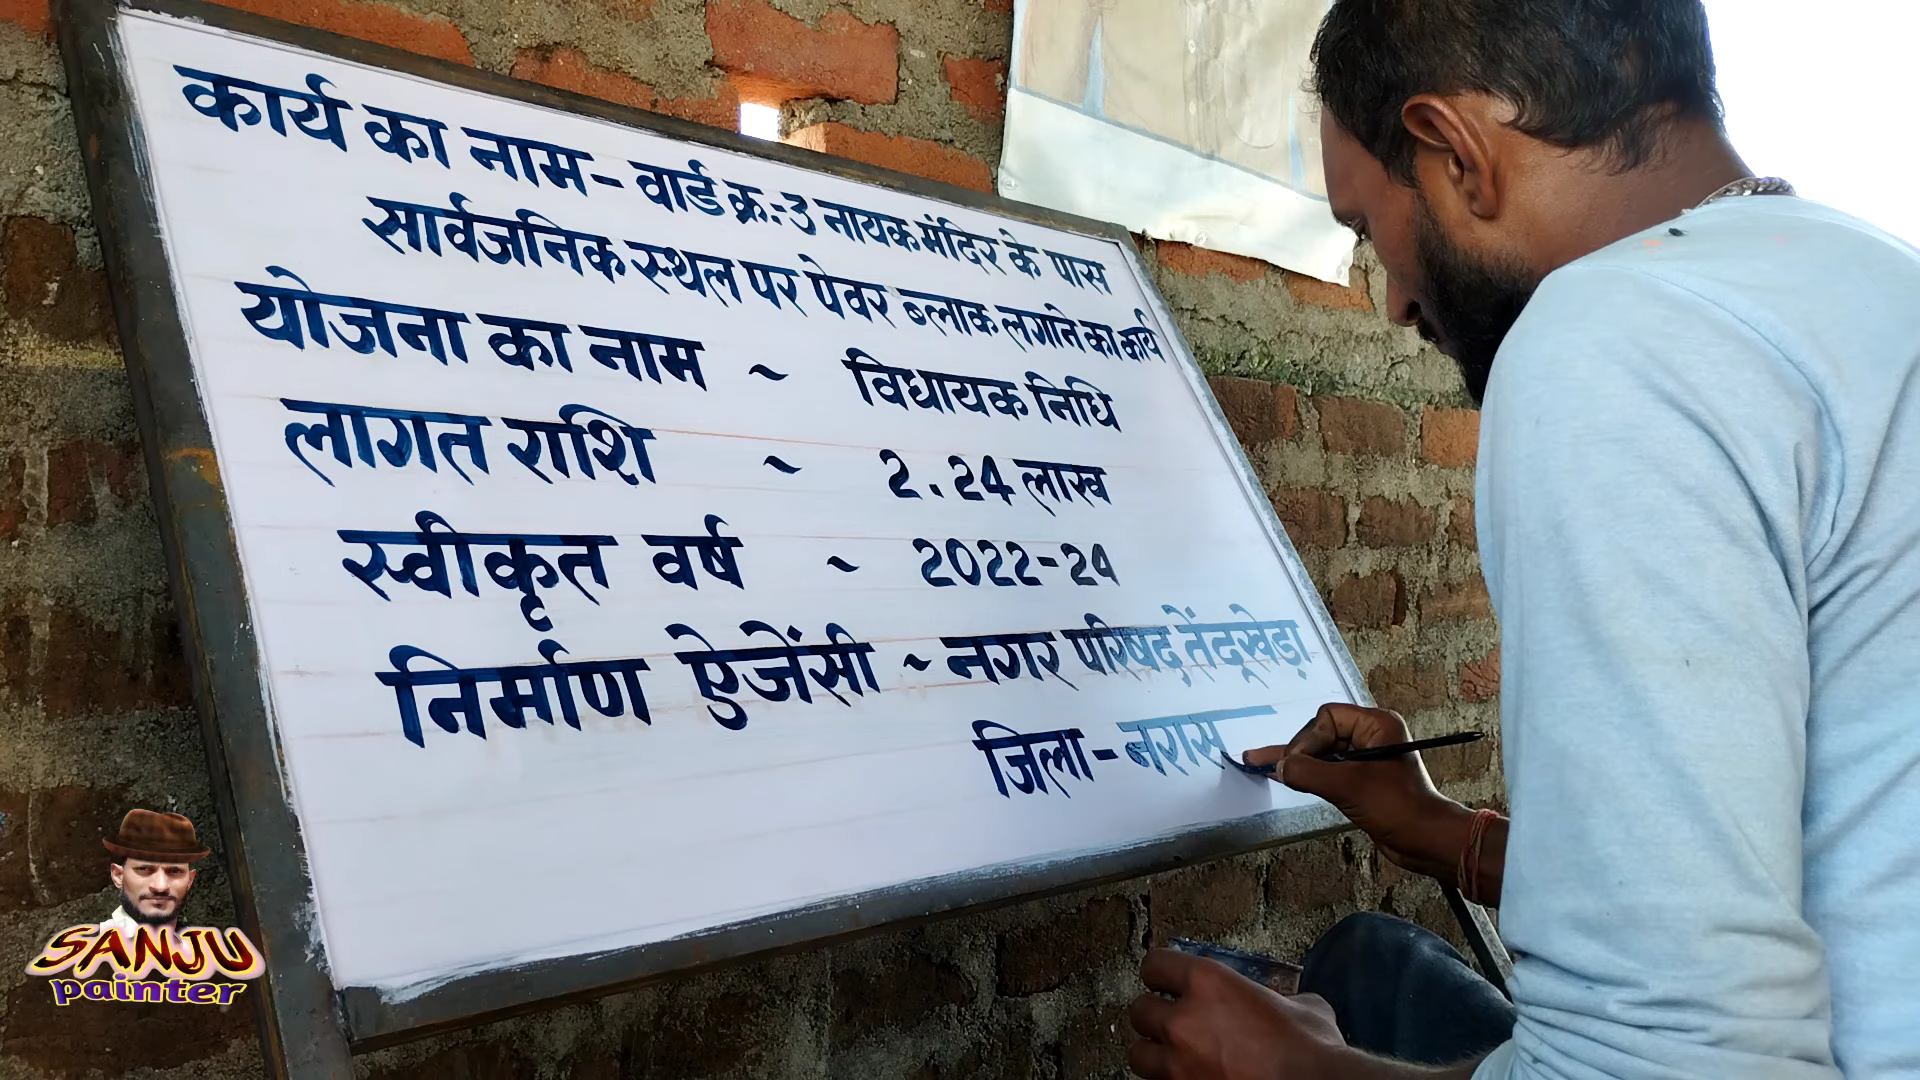 कार्य का नाम- वार्ड क्र:-3 नायक मंदिर के पास
सार्वजनिक स्थल पर पेवर ब्लाक लगाने का कार्य
योजना का नाम ~ विधायक निधि
लागत राशि ~ 2.24 लाख
स्वीकृत वर्ष ~ 2022-24
निर्माण ऐजेंसी ~ नगर परिषद तेंदूखेड़ा
जिला- नरास
SANJU
painter